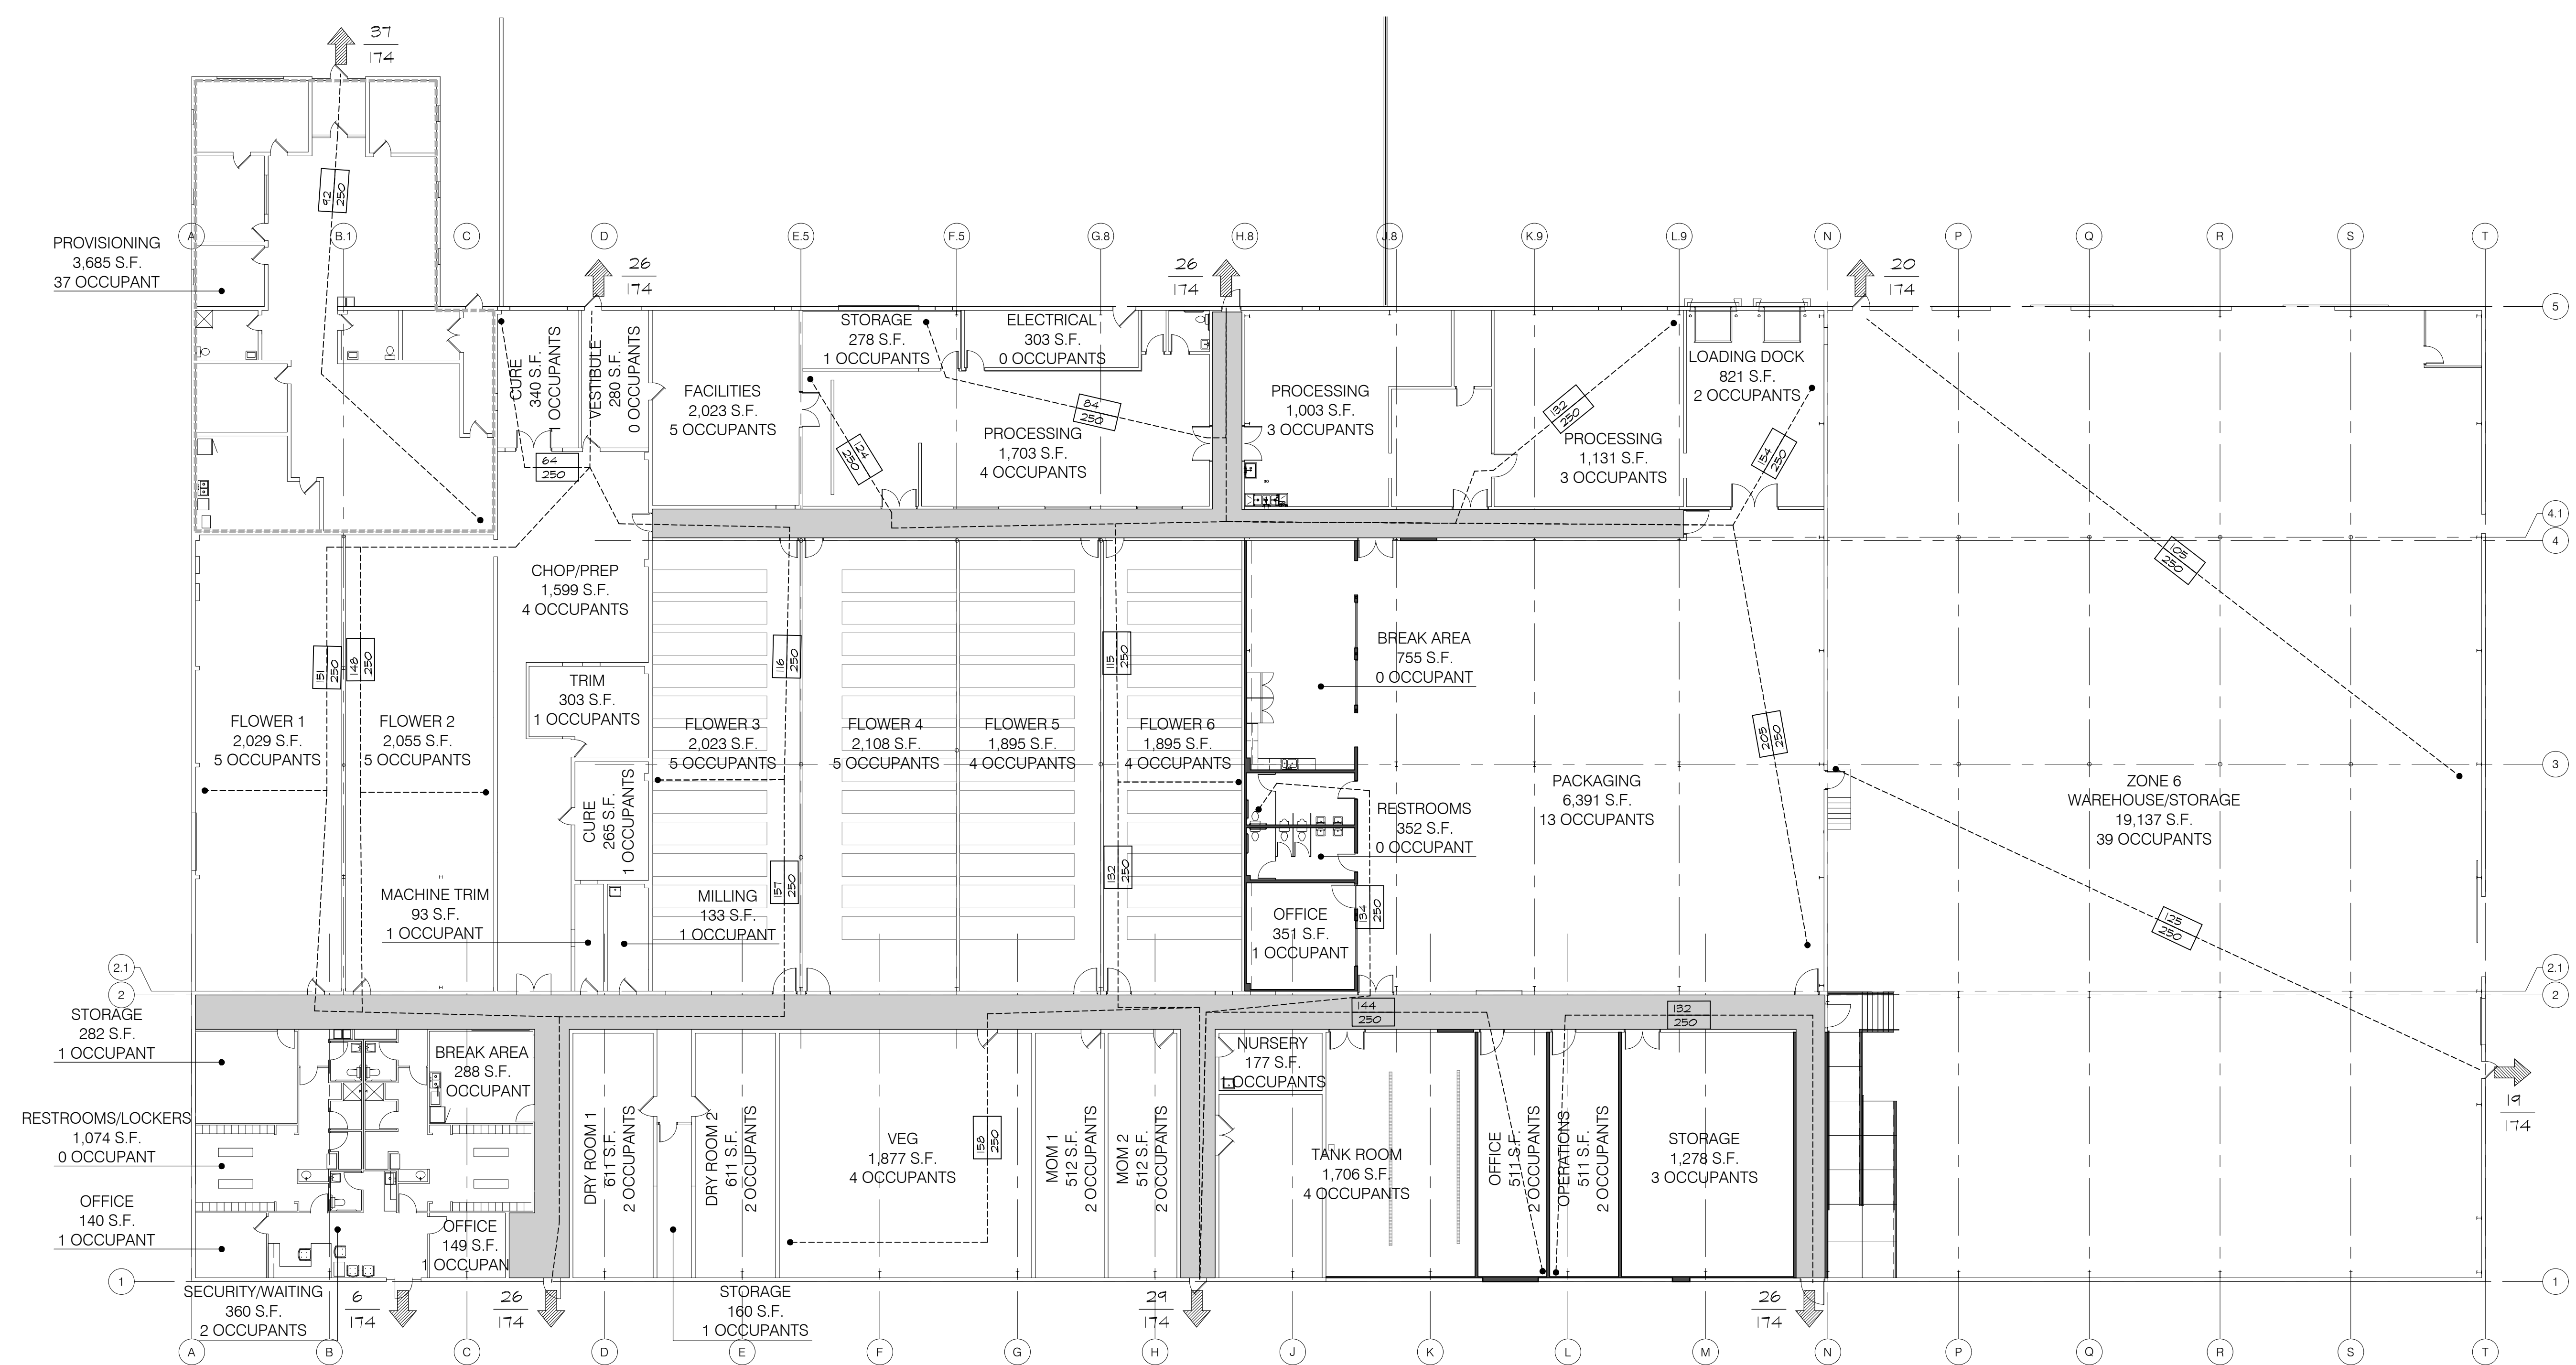 37
174
PROVISIONING
3,685 S.F.
37 OCCUPANT
92
250
A
B.1
C
D
E.5
F.5
G.8
H.8
J.8
K.9
L.9
N
P
Q
R
S
T
26
174
26
174
20
174
5
CURE
340 S.F.
1 OCCUPANTS
VESTIBULE
280 S.F.
0 OCCUPANTS
FACILITIES
2,023 S.F.
5 OCCUPANTS
STORAGE
278 S.F.
1 OCCUPANTS
ELECTRICAL
303 S.F.
0 OCCUPANTS
PROCESSING
1,703 S.F.
4 OCCUPANTS
PROCESSING
1,003 S.F.
3 OCCUPANTS
PROCESSING
1,131 S.F.
3 OCCUPANTS
LOADING DOCK
821 S.F.
2 OCCUPANTS
64
250
124
250
84
250
132
250
154
250
105
250
4.1
4
CHOP/PREP
1,599 S.F.
4 OCCUPANTS
151
250
148
250
116
250
115
250
BREAK AREA
755 S.F.
0 OCCUPANT
205
250
TRIM
303 S.F.
1 OCCUPANTS
FLOWER 1
2,029 S.F.
5 OCCUPANTS
FLOWER 2
2,055 S.F.
5 OCCUPANTS
FLOWER 3
2,023 S.F.
5 OCCUPANTS
FLOWER 4
2,108 S.F.
5 OCCUPANTS
FLOWER 5
1,895 S.F.
4 OCCUPANTS
FLOWER 6
1,895 S.F.
4 OCCUPANTS
3
PACKAGING
6,391 S.F.
13 OCCUPANTS
ZONE 6
WAREHOUSE/STORAGE
19,137 S.F.
39 OCCUPANTS
CURE
265 S.F.
1 OCCUPANTS
RESTROOMS
352 S.F.
0 OCCUPANT
157
250
132
250
MACHINE TRIM
93 S.F.
1 OCCUPANT
MILLING
133 S.F.
1 OCCUPANT
OFFICE
351 S.F.
1 OCCUPANT
134
250
125
250
2.1
2
2.1
2
STORAGE
282 S.F.
1 OCCUPANT
144
250
132
250
BREAK AREA
288 S.F.
1 OCCUPANT
NURSERY
177 S.F.
1 OCCUPANTS
RESTROOMS/LOCKERS
1,074 S.F.
0 OCCUPANT
DRY ROOM 1
611 S.F.
2 OCCUPANTS
DRY ROOM 2
611 S.F.
2 OCCUPANTS
VEG
1,877 S.F.
4 OCCUPANTS
158
250
MOM 1
512 S.F.
2 OCCUPANTS
MOM 2
512 S.F.
2 OCCUPANTS
TANK ROOM
1,706 S.F.
4 OCCUPANTS
OFFICE
511 S.F.
2 OCCUPANTS
OPERATIONS
511 S.F.
2 OCCUPANTS
STORAGE
1,278 S.F.
3 OCCUPANTS
19
174
OFFICE
140 S.F.
1 OCCUPANT
OFFICE
149 S.F.
1 OCCUPAN
1
1
SECURITY/WAITING
360 S.F.
2 OCCUPANTS
6
174
26
174
STORAGE
160 S.F.
1 OCCUPANTS
29
174
26
174
A
B
C
D
E
F
G
H
J
K
L
M
N
P
Q
R
S
T